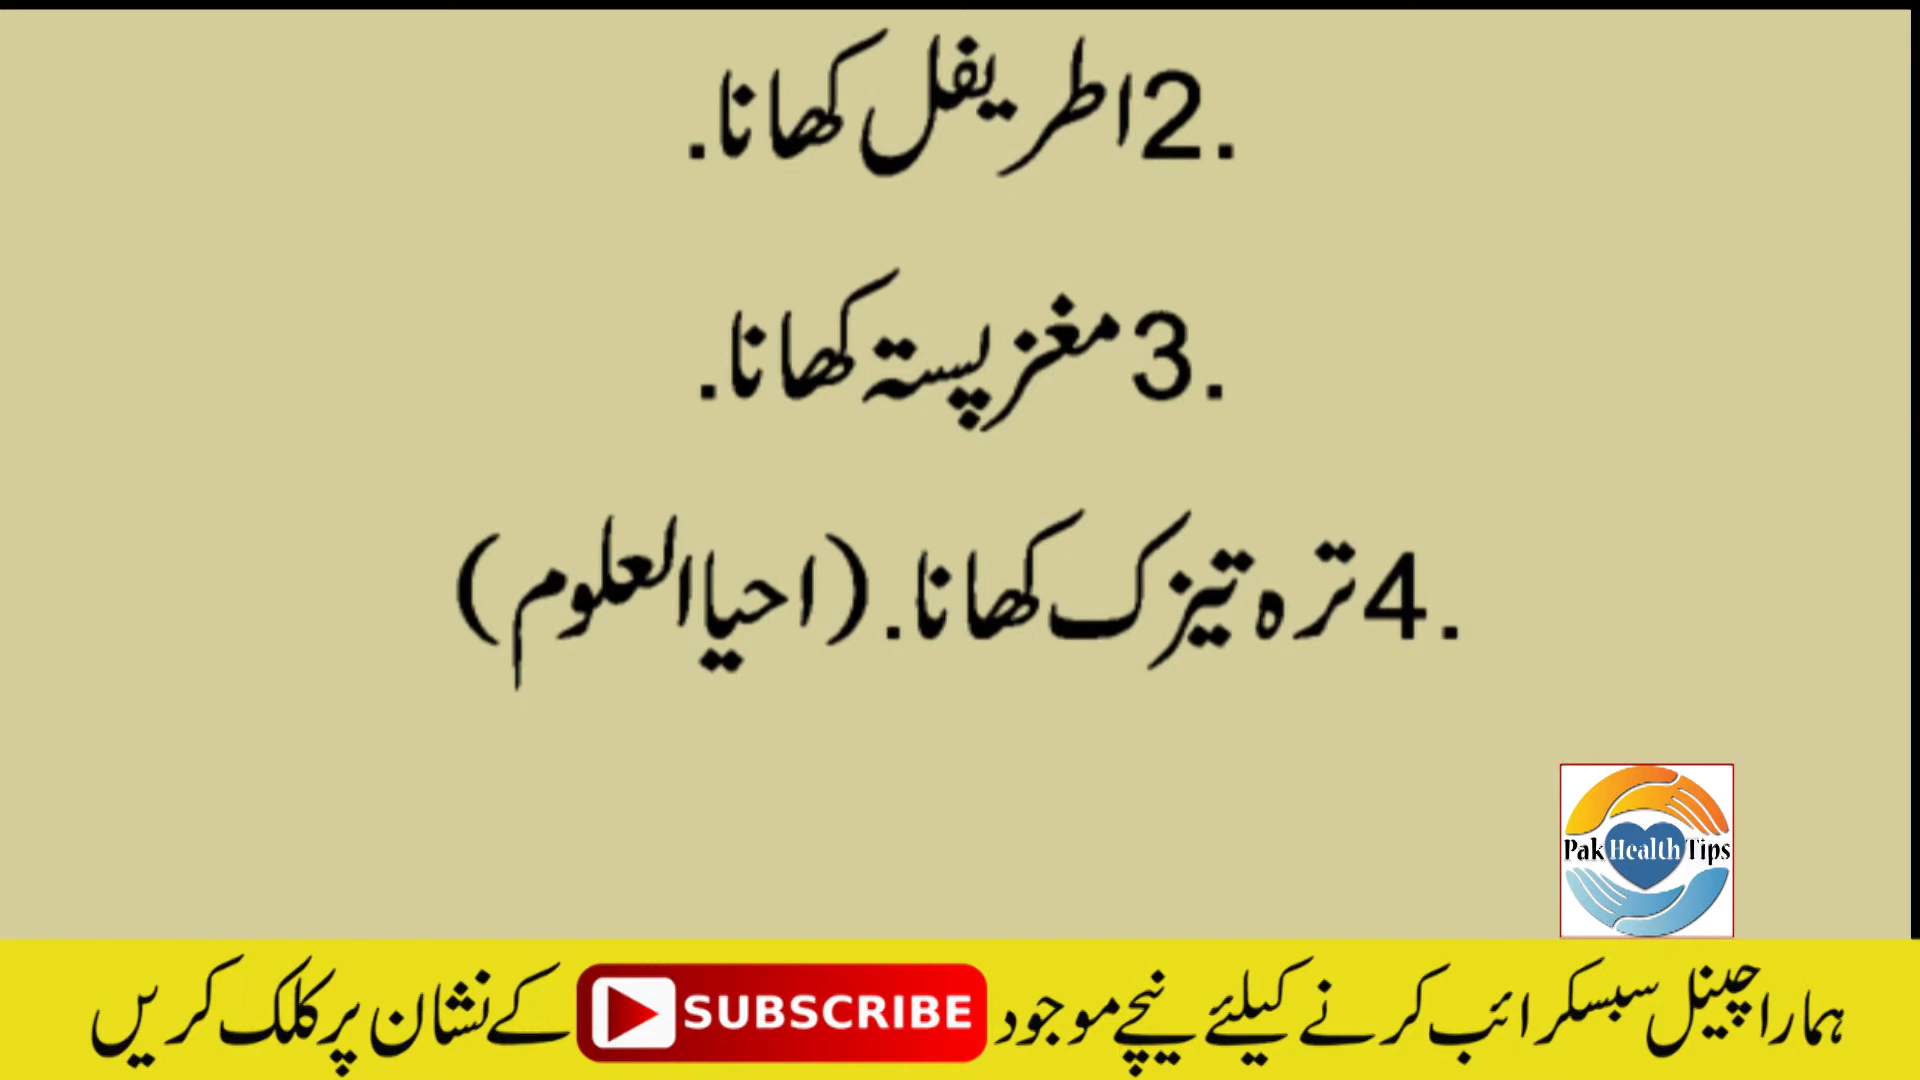 .2اطریفل کھانا.
.3مغز پستہ کھانا.
.4ترہ تیزک کھانا. (احیاالعلوم)
Pak Health Tips
ہمارا چینل سبسکرائب کرنے کیلئے نیچے موجود SUBSCRIBE کے نشان پر کلک کریں